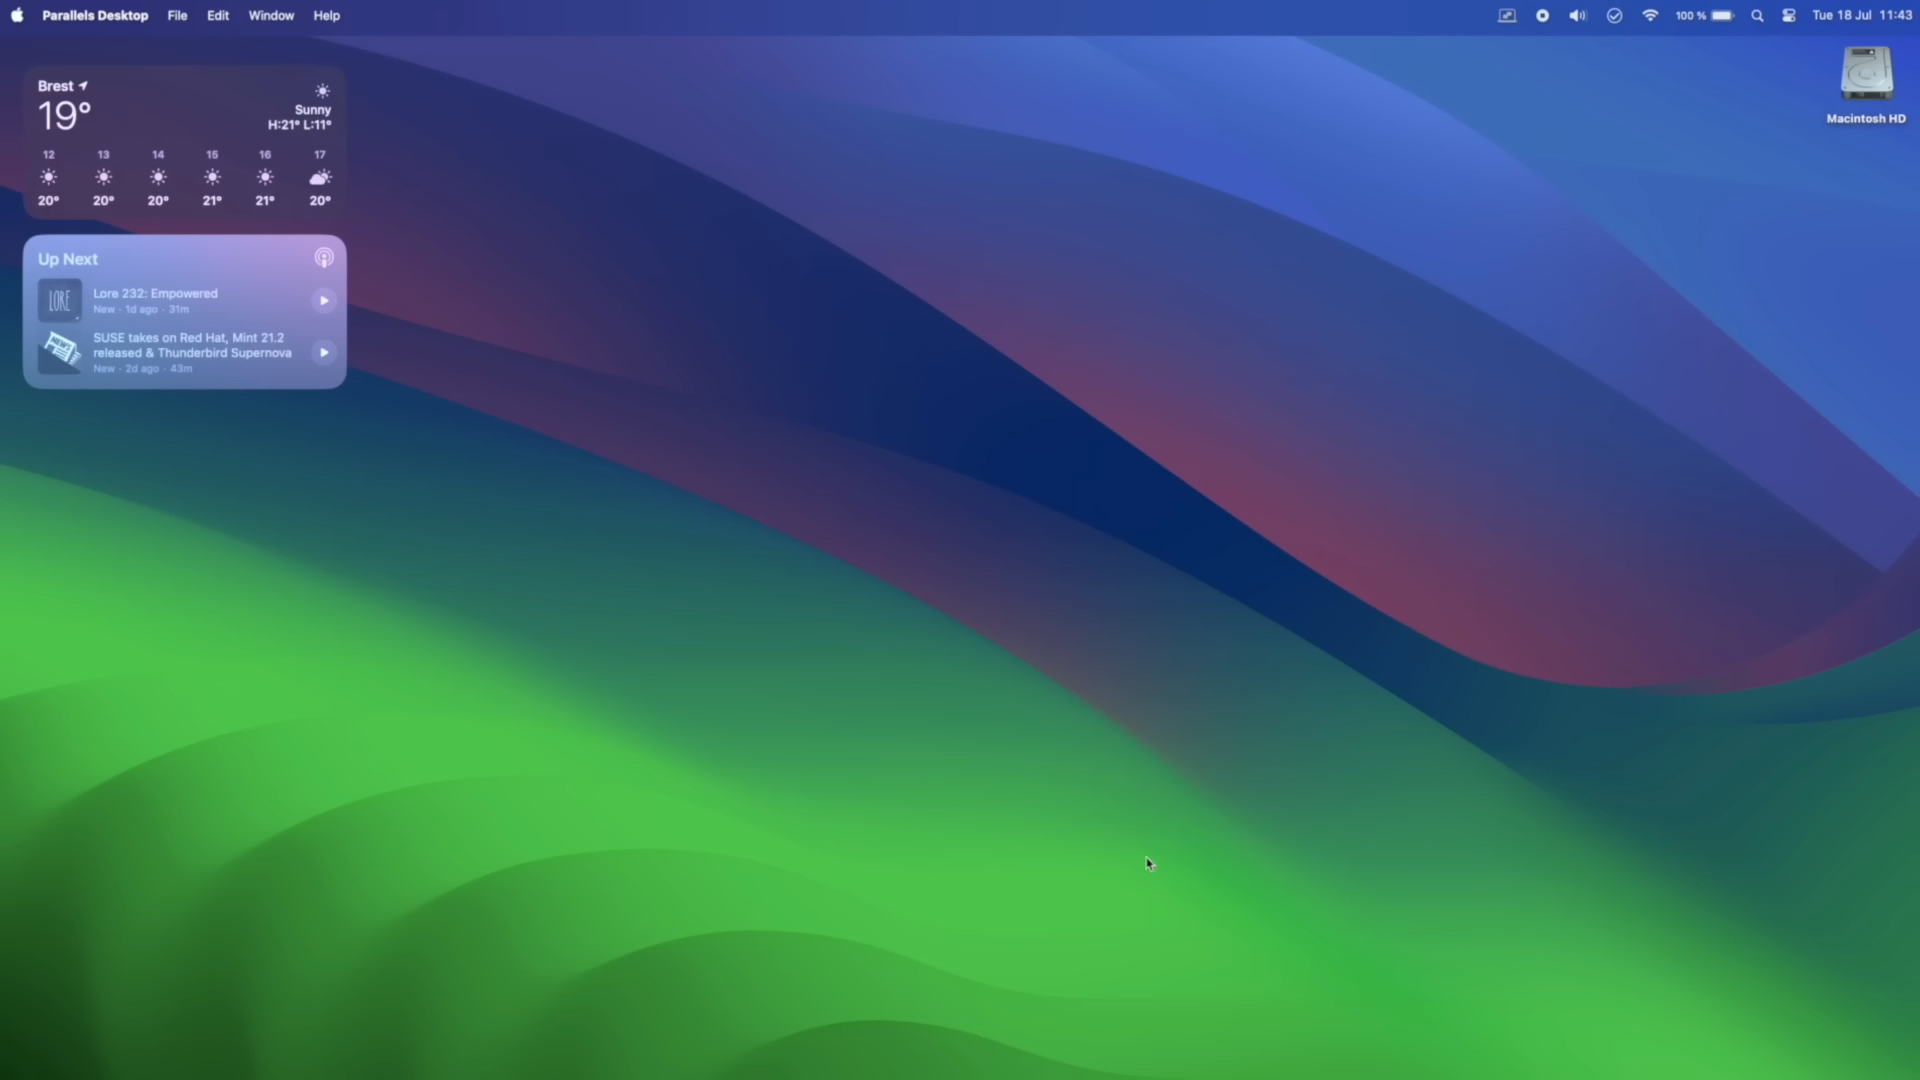 Parallels Desktop File Edit Window Help 100 % Tue 18 Jul 11:43
Macintosh HD
Brest
19°
Sunny
H:21° L:11°
12 13 14 15 16 17
20° 20° 20° 21° 21° 20°
Up Next
LORE
Lore 232: Empowered
New · 1d ago · 31m
SUSE takes on Red Hat, Mint 21.2
released & Thunderbird Supernova
New · 2d ago · 43m